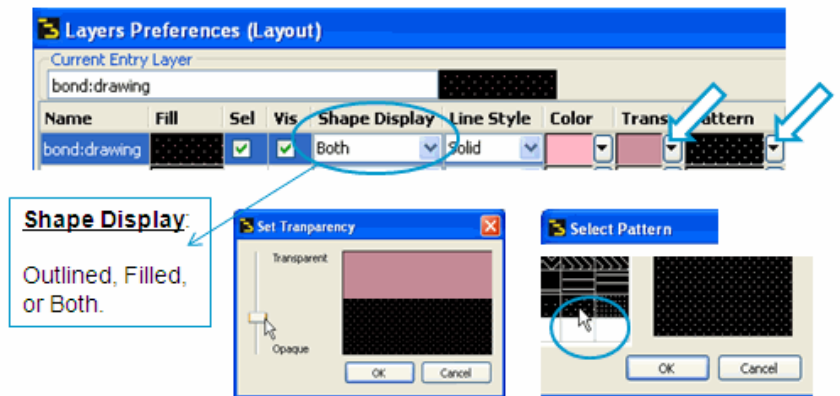 Layers Preferences (Layout)
Current Entry Layer
bond:drawing
Name Fill Sel Vis Shape Display Line Style Color Trans attern
bond:drawing Both Solid
Shape Display:
Outlined, Filled,
or Both.
Set Tranparency
Transparent
Opaque
OK Cancel
Select Pattern
OK Cancel